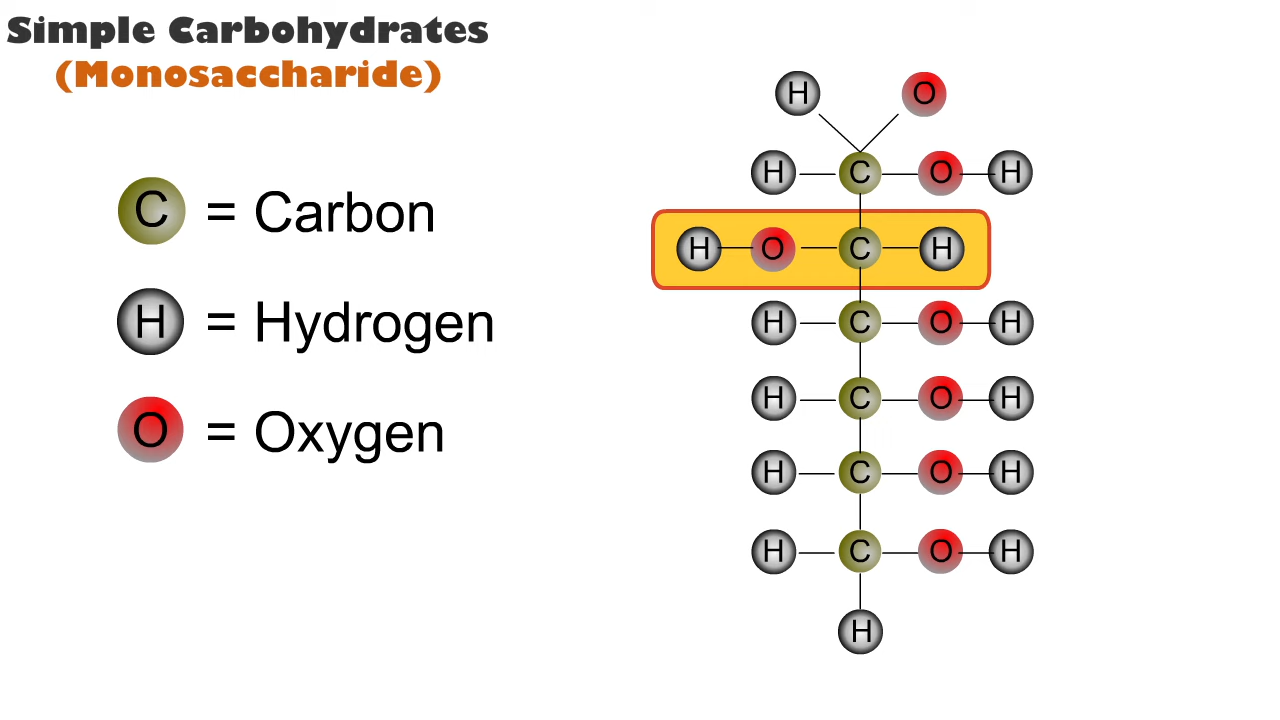 Simple Carbohydrates
(Monosaccharide)
C = Carbon
H = Hydrogen
O = Oxygen
H O
H C O H
H O C H
H C O H
H C O H
H C O H
H C O H
H